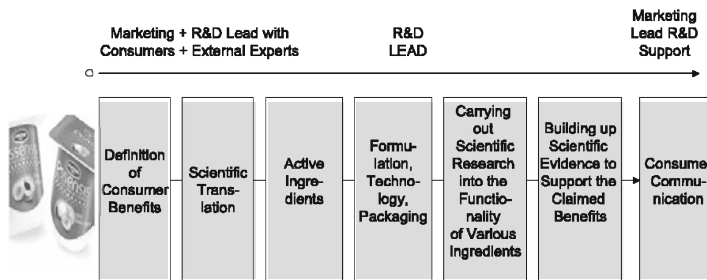 Marketing + R&D Lead with
Consumers + External Experts
R&D
LEAD
Marketing
Lead R&D
Support
Definition
of
Consumer
Benefits
Scientific
Trans-
lation
Active
Ingre-
dients
Formu-
lation,
Techno-
logy,
Packaging
Carrying
out
Scientific
Research
into the
Functio-
nality
of Various
Ingredients
Building up
Scientific
Evidence to
Support the
Claimed
Benefits
Consumer
Commu-
nication